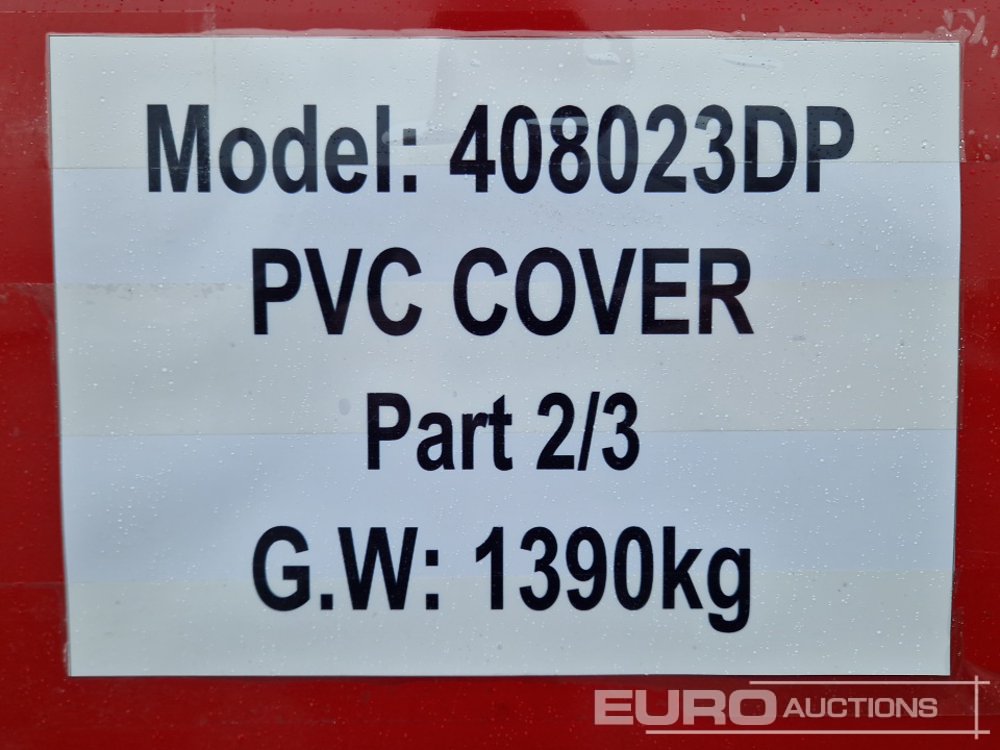 Model: 408023DP
PVC COVER
Part 2/3
G.W: 1390kg
EURO AUCTIONS